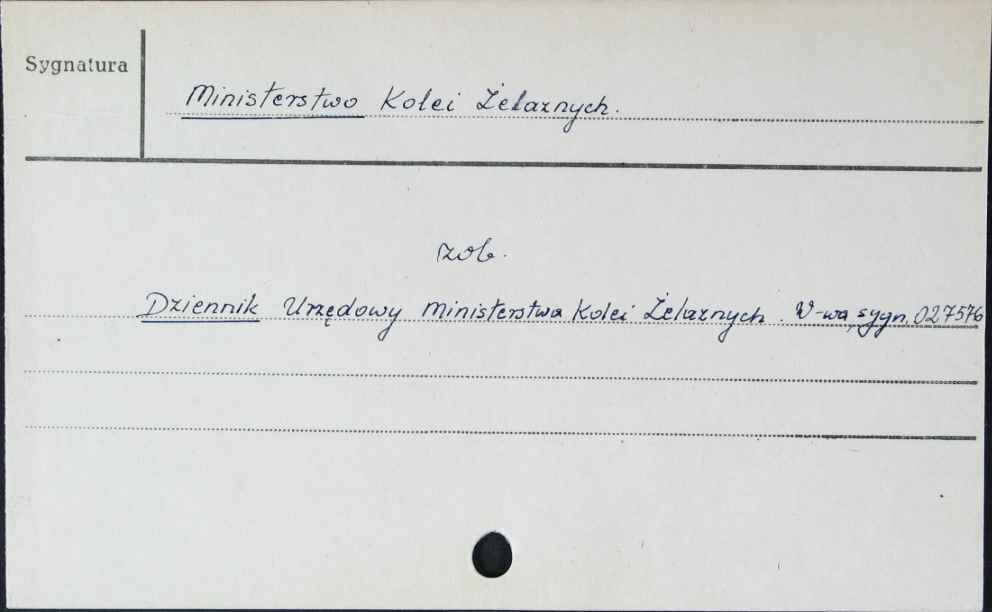 Sygnatura
Ministerstwo Kolei Żelaznych.
zob.
Dziennik Urzędowy Ministerstwa Kolei Żelaznych. W-wa, sygn. 027576